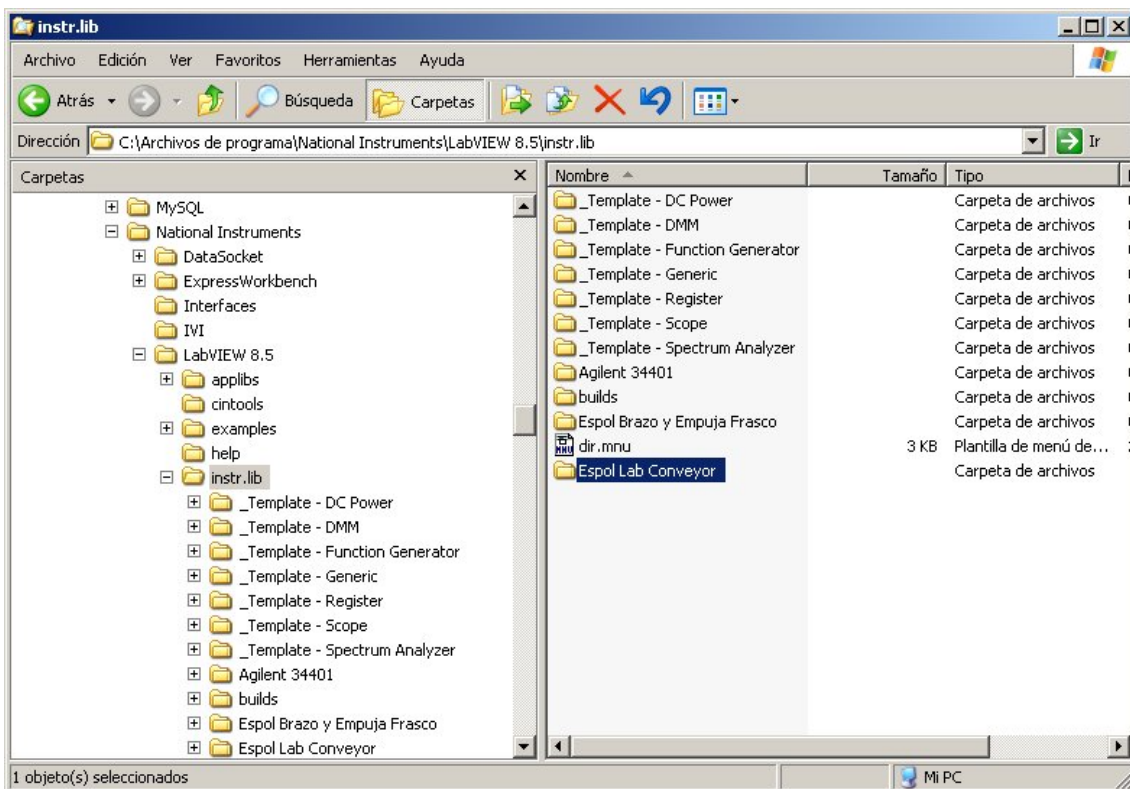 instr.lib
Archivo Edición Ver Favoritos Herramientas Ayuda
Atrás Búsqueda Carpetas
Dirección C:\Archivos de programa\National Instruments\LabVIEW 8.5\instr.lib Ir
Carpetas
MySQL
National Instruments
DataSocket
ExpressWorkbench
Interfaces
IVI
LabVIEW 8.5
applibs
cintools
examples
help
instr.lib
_Template - DC Power
_Template - DMM
_Template - Function Generator
_Template - Generic
_Template - Register
_Template - Scope
_Template - Spectrum Analyzer
Agilent 34401
builds
Espol Brazo y Empuja Frasco
Espol Lab Conveyor
Nombre Tamaño Tipo
_Template - DC Power Carpeta de archivos
_Template - DMM Carpeta de archivos
_Template - Function Generator Carpeta de archivos
_Template - Generic Carpeta de archivos
_Template - Register Carpeta de archivos
_Template - Scope Carpeta de archivos
_Template - Spectrum Analyzer Carpeta de archivos
Agilent 34401 Carpeta de archivos
builds Carpeta de archivos
Espol Brazo y Empuja Frasco Carpeta de archivos
dir.mnu 3 KB Plantilla de menú de...
Espol Lab Conveyor Carpeta de archivos
1 objeto(s) seleccionados Mi PC